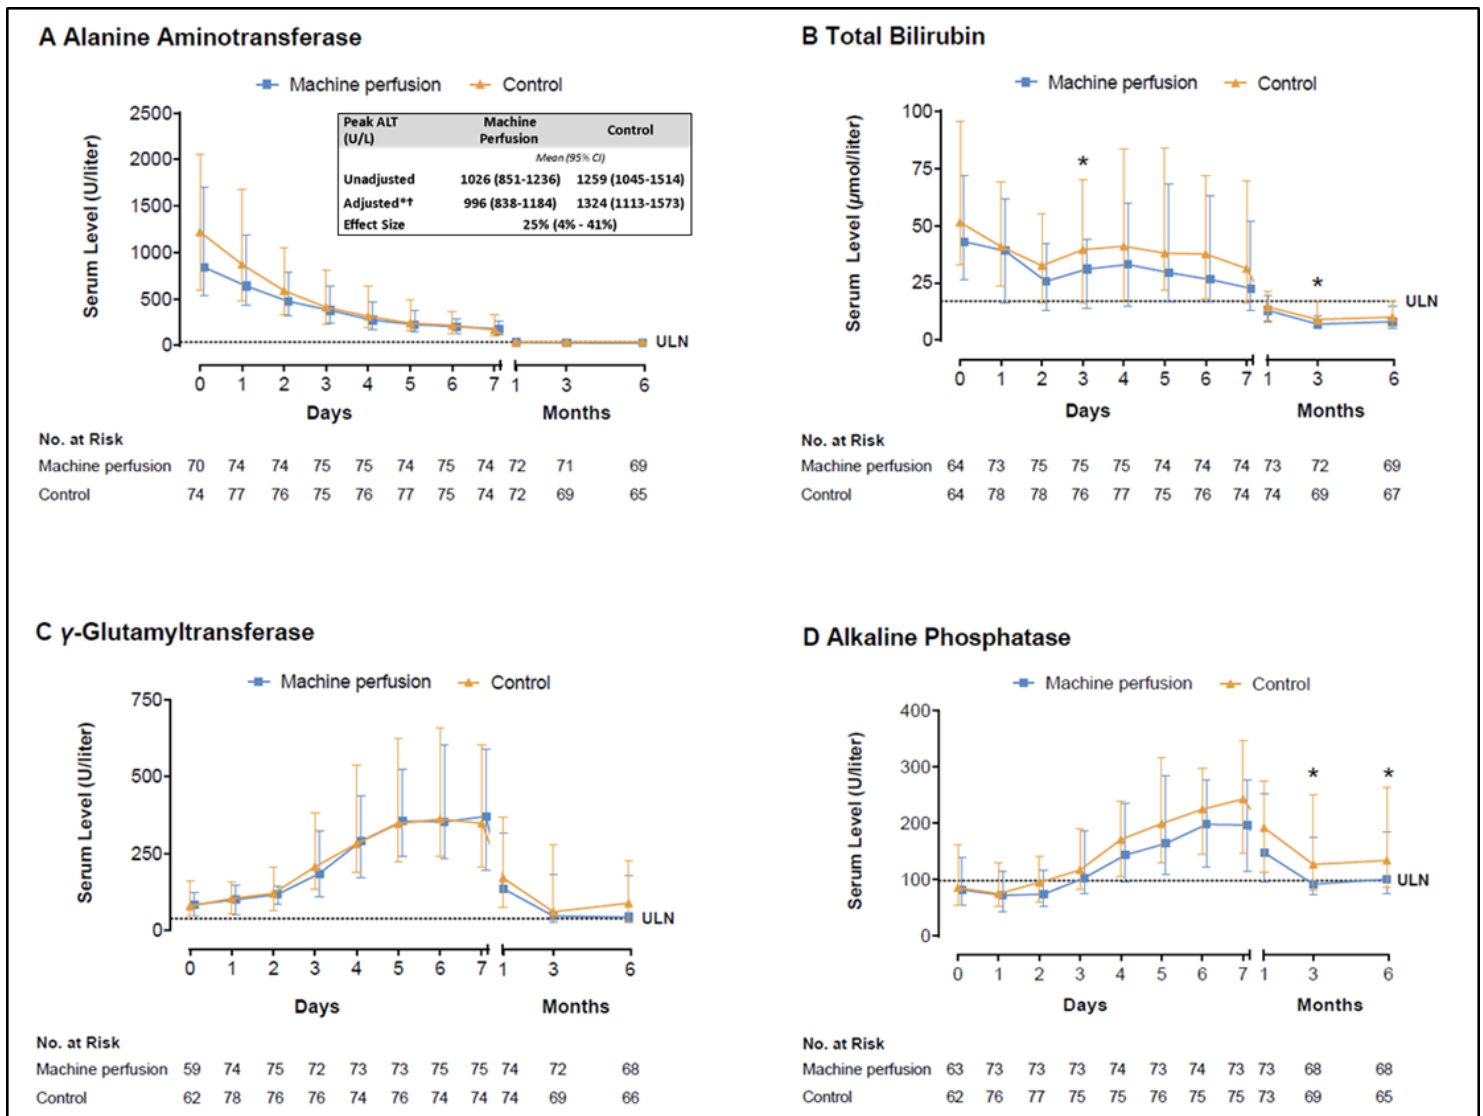 A Alanine Aminotransferase
Machine perfusion Control
Serum Level (U/liter)
2500
2000
1500
1000
500
0
Peak ALT (U/L) Machine Perfusion Control
Mean (95% CI)
Unadjusted 1026 (851-1236) 1259 (1045-1514)
Adjusted*† 996 (838-1184) 1324 (1113-1573)
Effect Size 25% (4% - 41%)
ULN
0 1 2 3 4 5 6 7 1 3 6
Days Months
No. at Risk
Machine perfusion 70 74 74 75 75 74 75 74 72 71 69
Control 74 77 76 75 76 77 75 74 72 69 65
B Total Bilirubin
Machine perfusion Control
Serum Level (µmol/liter)
100
75
50
25
0
* *
ULN
0 1 2 3 4 5 6 7 1 3 6
Days Months
No. at Risk
Machine perfusion 64 73 75 75 75 74 74 74 73 72 69
Control 64 78 78 76 77 75 76 74 74 69 67
C γ-Glutamyltransferase
Machine perfusion Control
Serum Level (U/liter)
750
500
250
0
ULN
0 1 2 3 4 5 6 7 1 3 6
Days Months
No. at Risk
Machine perfusion 59 74 75 72 73 73 75 75 74 72 68
Control 62 78 76 76 74 76 74 74 74 69 66
D Alkaline Phosphatase
Machine perfusion Control
Serum Level (U/liter)
400
300
200
100
0
* *
ULN
0 1 2 3 4 5 6 7 1 3 6
Days Months
No. at Risk
Machine perfusion 63 73 73 73 74 73 74 73 73 68 68
Control 62 76 77 75 75 76 75 75 73 69 65